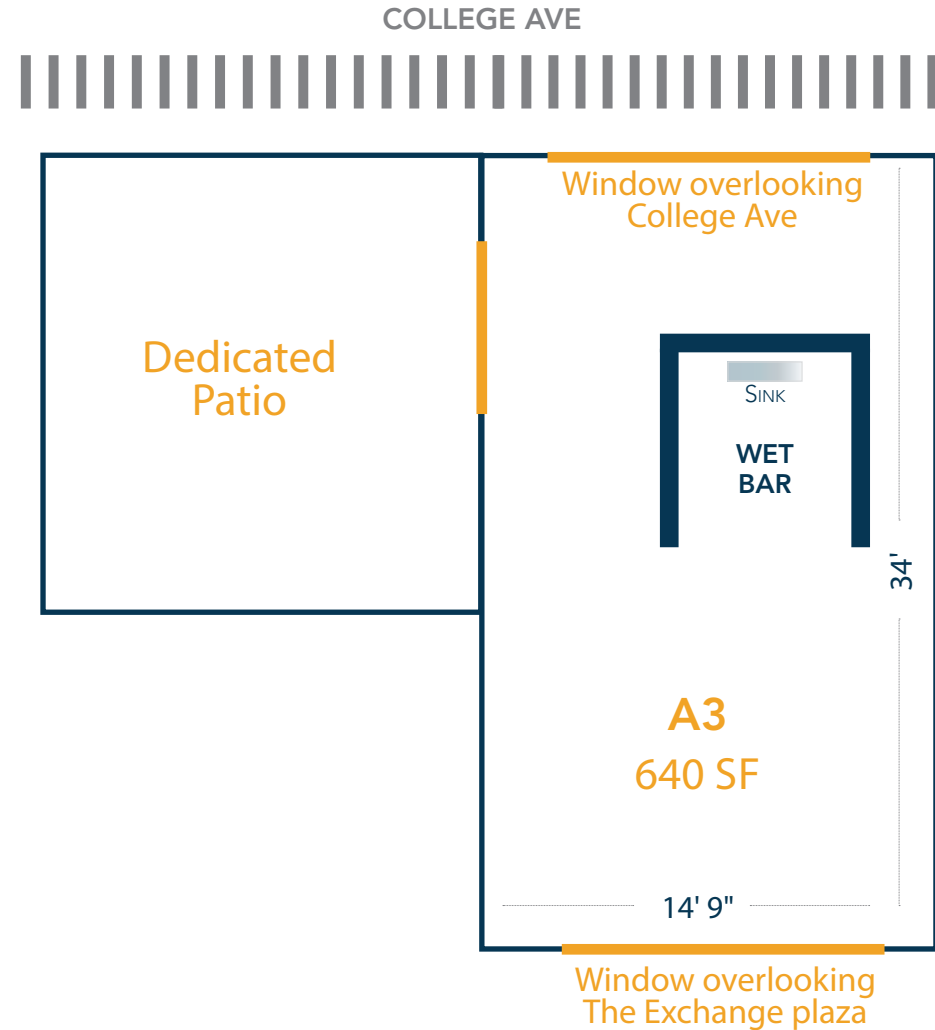 COLLEGE AVE
Window overlooking
College Ave
Dedicated
Patio
Sink
WET
BAR
34'
A3
640 SF
14' 9"
Window overlooking
The Exchange plaza